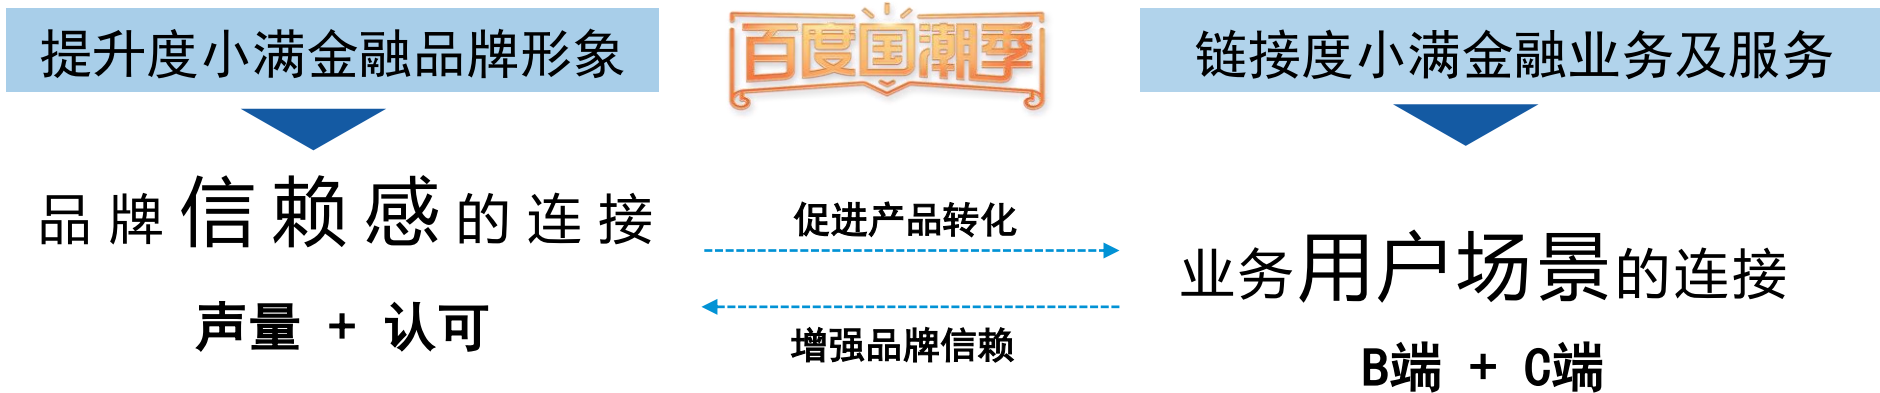 提升度小满金融品牌形象
品牌信赖感的连接
声量 + 认可
百度国潮季
促进产品转化
增强品牌信赖
链接度小满金融业务及服务
业务用户场景的连接
B端 + C端